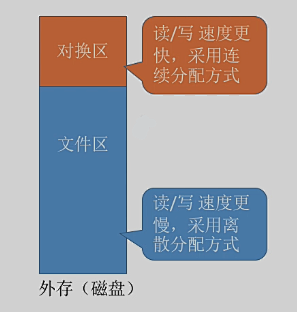 对换区
读/写 速度更
快，采用连
续分配方式
文件区
读/写 速度更
慢，采用离
散分配方式
外存（磁盘）